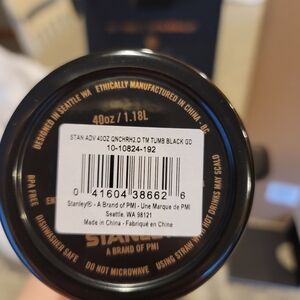 DESIGNED IN SEATTLE WA ETHICALLY MANUFACTURED IN CHINA - DC
40oz / 1.18L
STAN ADV 40OZ QNCHRH2.O TM TUMB BLACK GD
10-10824-192
0 41604 38662 6
Stanley® - A Brand of PMI - Une Marque de PMI
Seattle, WA 98121
Made in China - Fabriqué en Chine
STANLEY
A BRAND OF PMI
BPA FREE
DISHWASHER SAFE
DO NOT MICROWAVE
USING STRAW WITH HOT DRINKS MAY SCALD